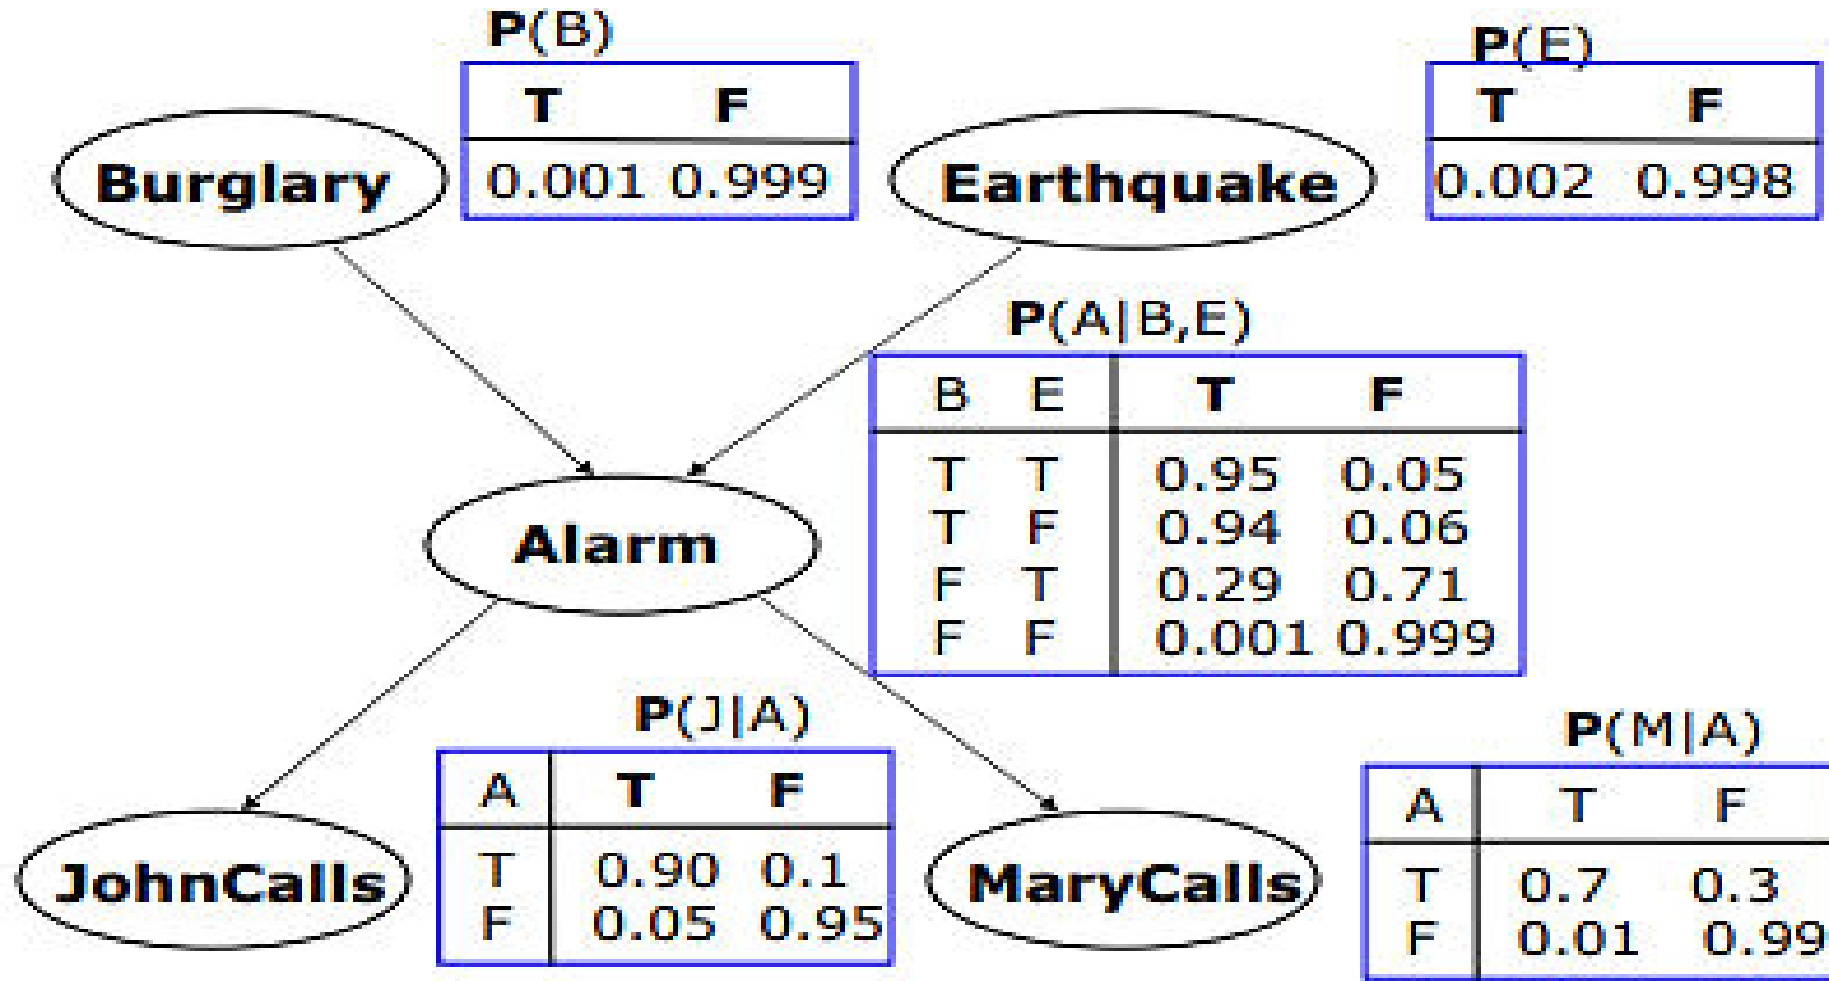 P(B)
T F
0.001 0.999
Burglary
P(E)
T F
0.002 0.998
Earthquake
P(A|B,E)
B E T F
T T 0.95 0.05
T F 0.94 0.06
F T 0.29 0.71
F F 0.001 0.999
Alarm
P(J|A)
A T F
T 0.90 0.1
F 0.05 0.95
JohnCalls
P(M|A)
A T F
T 0.7 0.3
F 0.01 0.99
MaryCalls